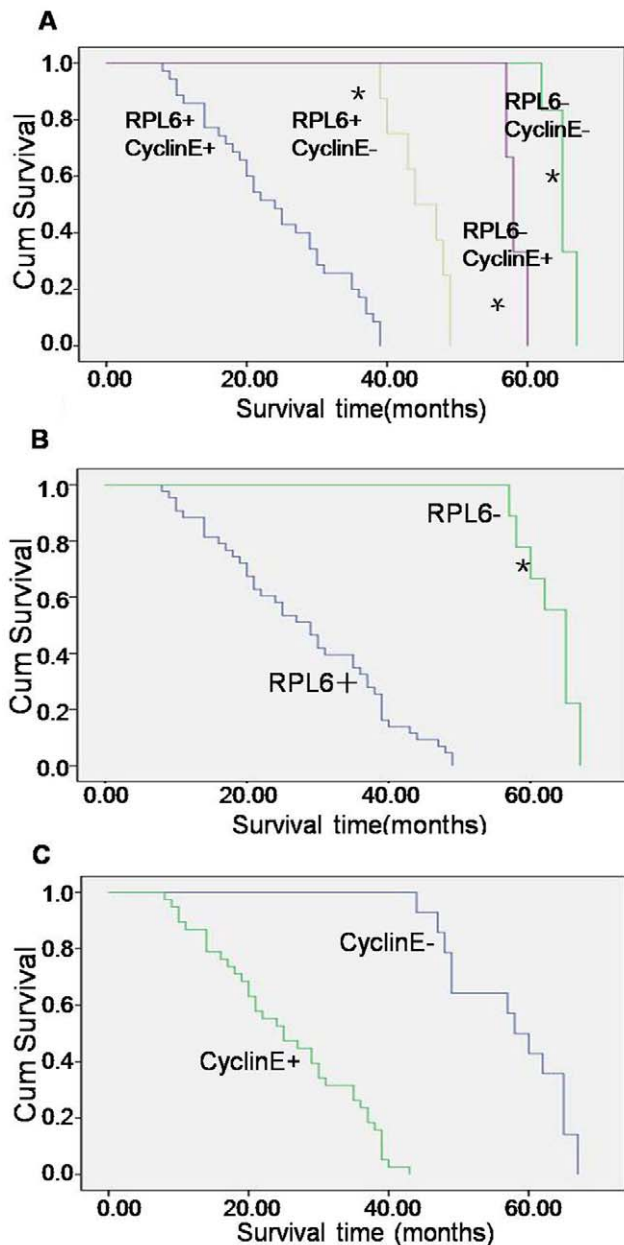 A
Cum Survival
1.0
0.8
0.6
0.4
0.2
0.0
RPL6+
CyclinE+
*
RPL6+
CyclinE-
RPL6-
CyclinE-
*
RPL6-
CyclinE+
*
0.00 20.00 40.00 60.00
Survival time(months)
B
Cum Survival
1.0
0.8
0.6
0.4
0.2
0.0
RPL6-
*
RPL6+
0.00 20.00 40.00 60.00
Survival time(months)
C
Cum Survival
1.0
0.8
0.6
0.4
0.2
0.0
CyclinE-
CyclinE+
0.00 20.00 40.00 60.00
Survival time (months)